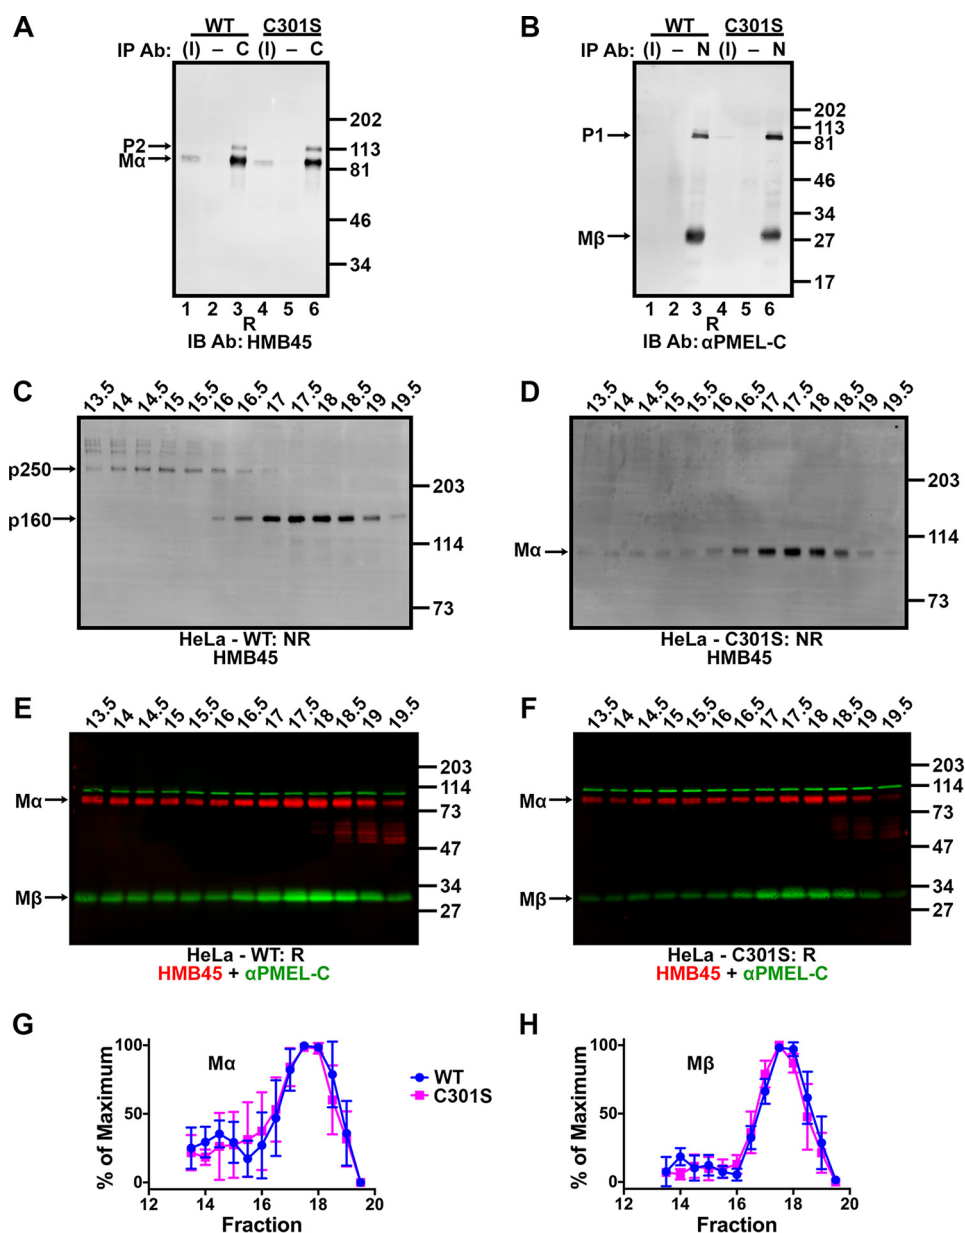 A
WT C301S
IP Ab: (I) – C (I) – C
P2
Mα
202
113
81
46
34
1 2 3 4 5 6
R
IB Ab: HMB45
B
WT C301S
IP Ab: (I) – N (I) – N
P1
Mβ
202
113
81
46
34
27
17
1 2 3 4 5 6
R
IB Ab: αPMEL-C
C
13.5 14 14.5 15 15.5 16 16.5 17 17.5 18 18.5 19 19.5
p250
p160
203
114
73
HeLa - WT: NR
HMB45
D
13.5 14 14.5 15 15.5 16 16.5 17 17.5 18 18.5 19 19.5
Mα
203
114
73
HeLa - C301S: NR
HMB45
E
13.5 14 14.5 15 15.5 16 16.5 17 17.5 18 18.5 19 19.5
Mα
Mβ
203
114
73
47
34
27
HeLa - WT: R
HMB45 + αPMEL-C
F
13.5 14 14.5 15 15.5 16 16.5 17 17.5 18 18.5 19 19.5
Mα
Mβ
203
114
73
47
34
27
HeLa - C301S: R
HMB45 + αPMEL-C
G
Mα
% of Maximum
100
50
0
12 14 16 18 20
Fraction
WT
C301S
H
Mβ
% of Maximum
100
50
0
12 14 16 18 20
Fraction